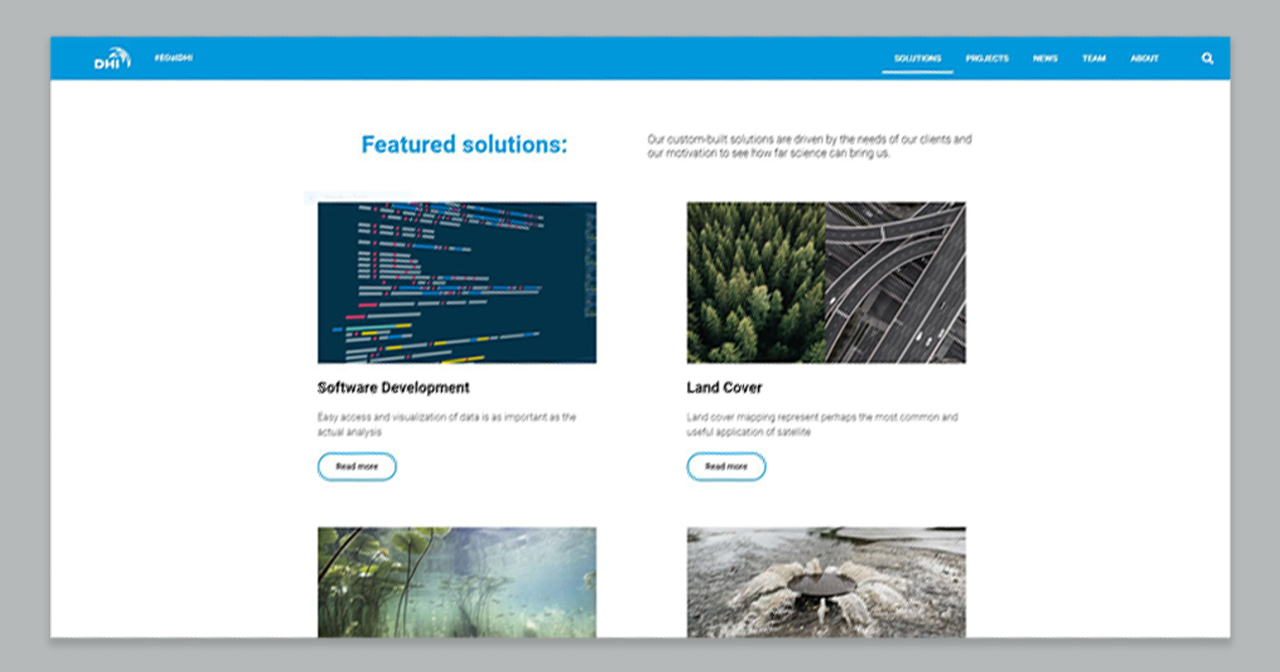 DHI
#EOatDHI
SOLUTIONS
PROJECTS
NEWS
TEAM
ABOUT
Featured solutions:
Our custom-built solutions are driven by the needs of our clients and
our motivation to see how far science can bring us.
Software Development
Easy access and visualization of data is as important as the
actual analysis
Read more
Land Cover
Land cover mapping represent perhaps the most common and
useful application of satellite
Read more